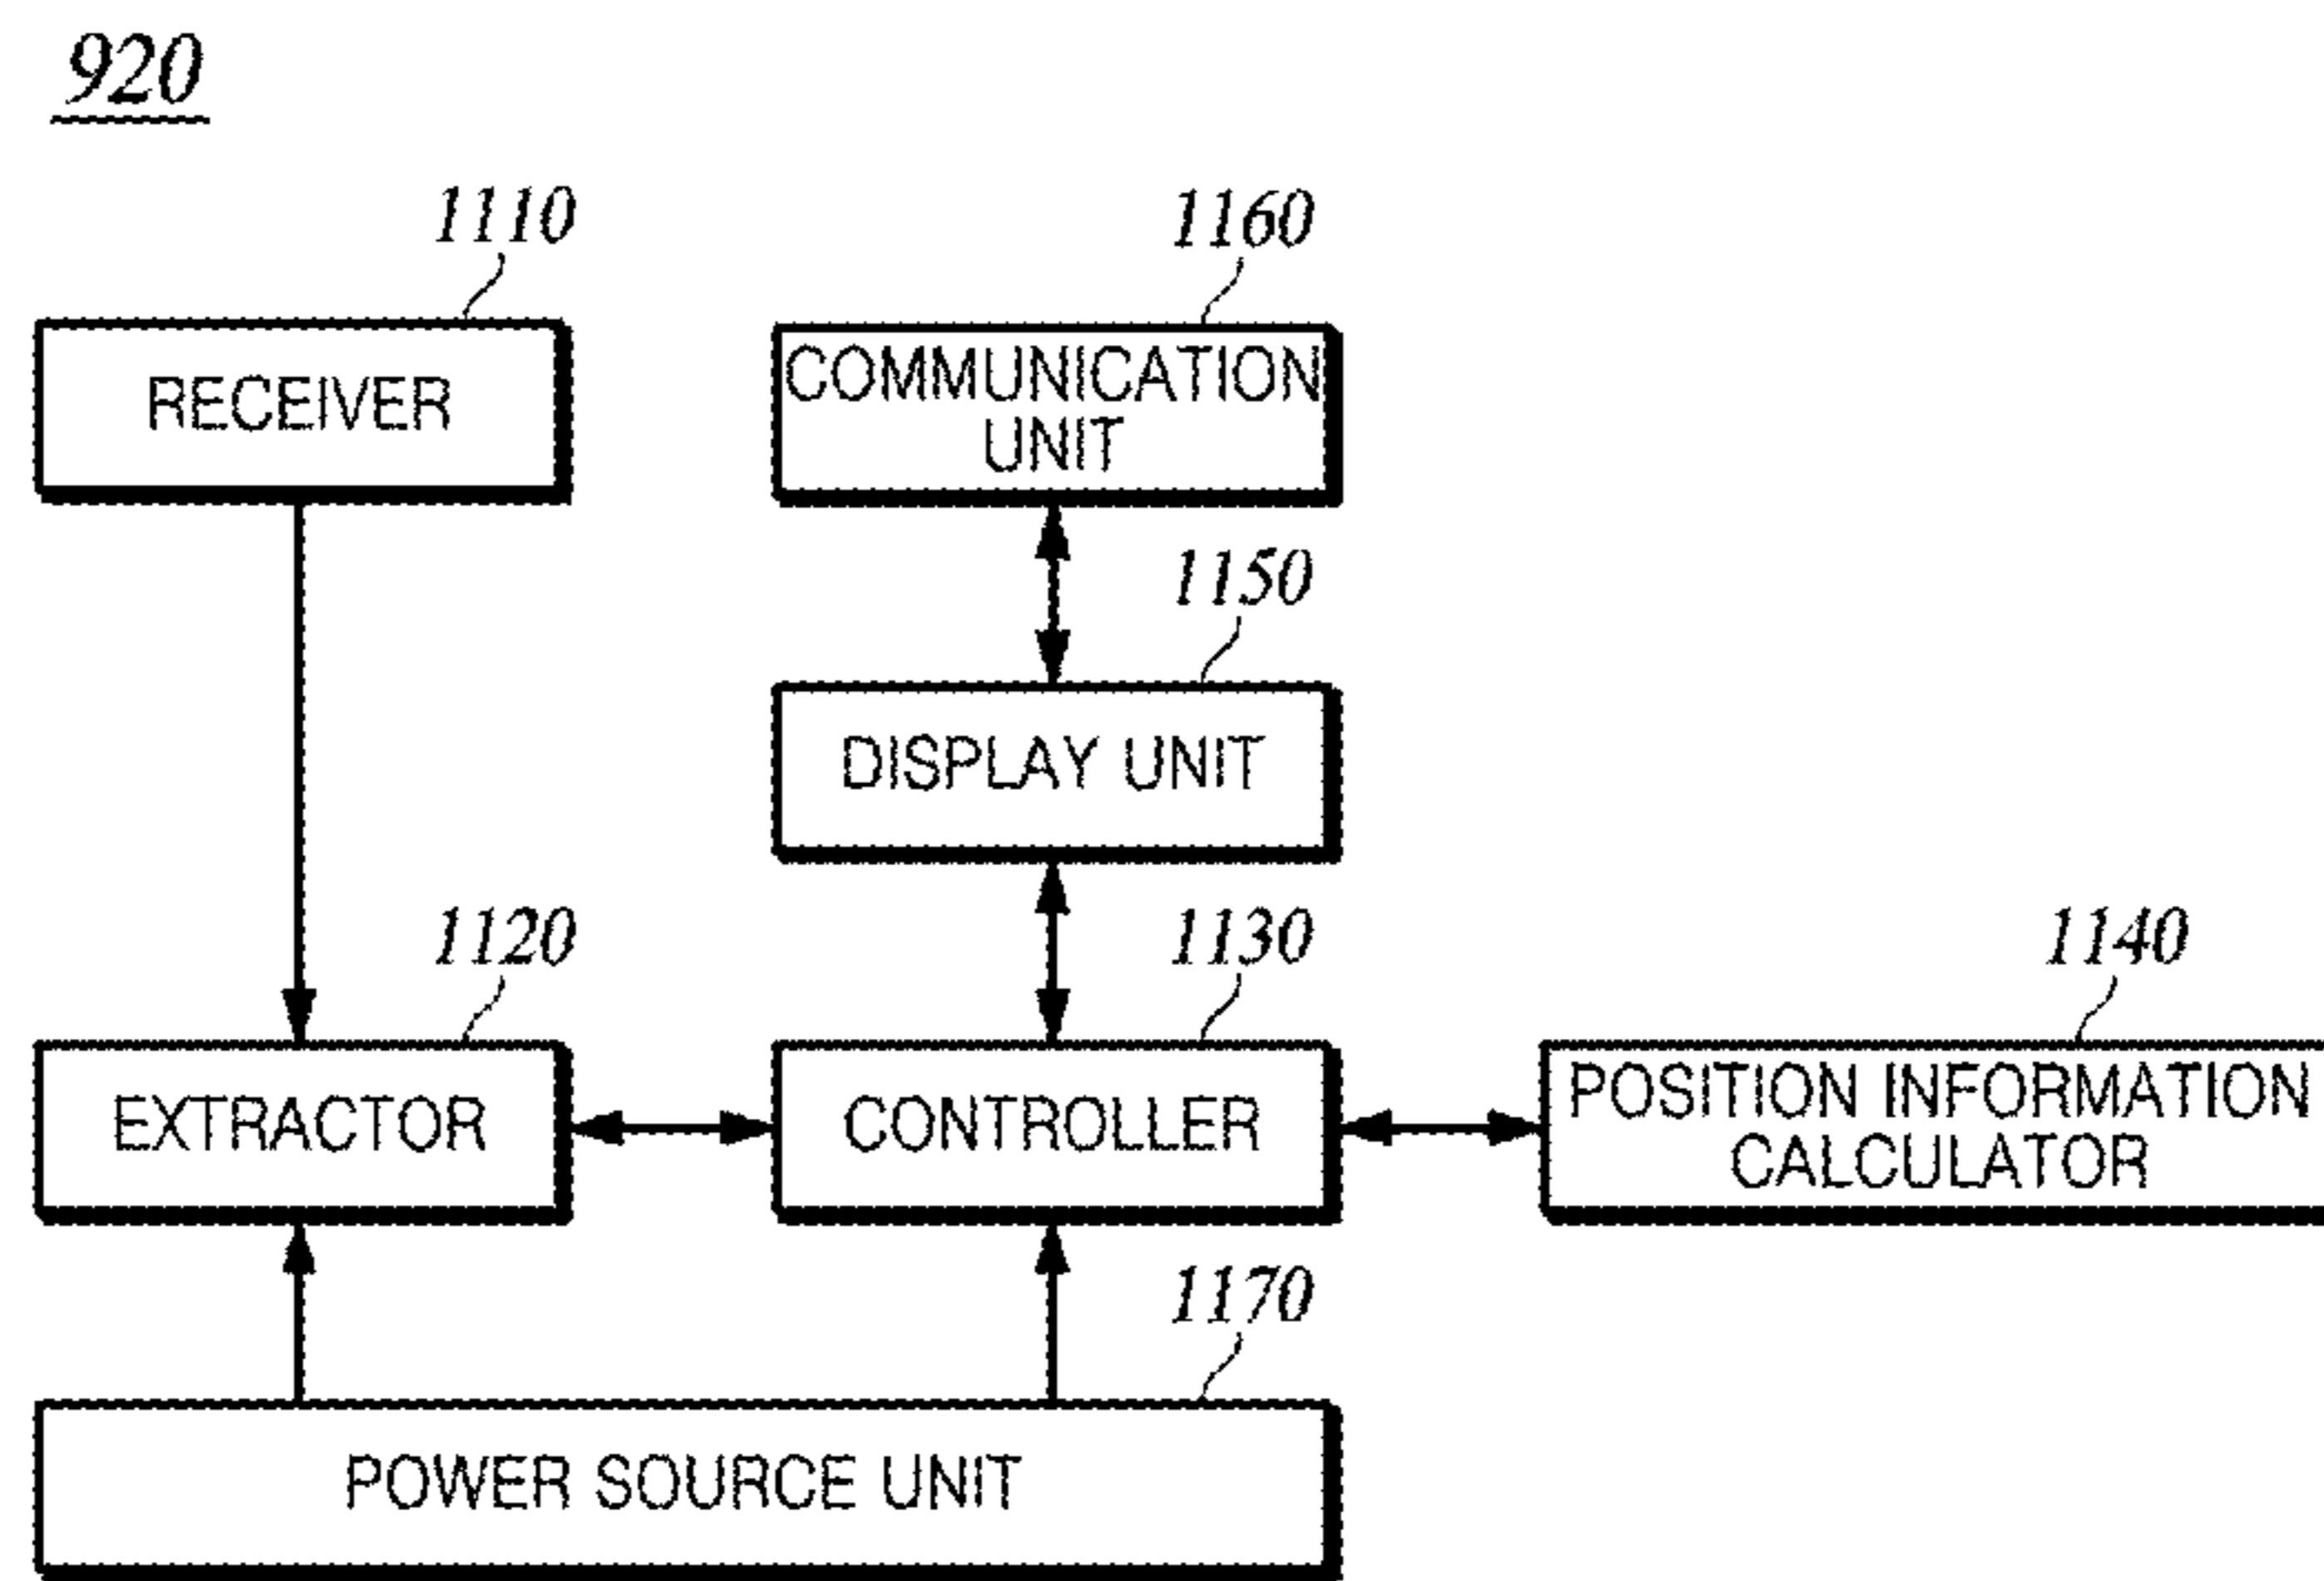 920
1110
1160
RECEIVER
COMMUNICATION
UNIT
1150
DISPLAY UNIT
1120
1130
1140
EXTRACTOR
CONTROLLER
POSITION INFORMATION
CALCULATOR
1170
POWER SOURCE UNIT